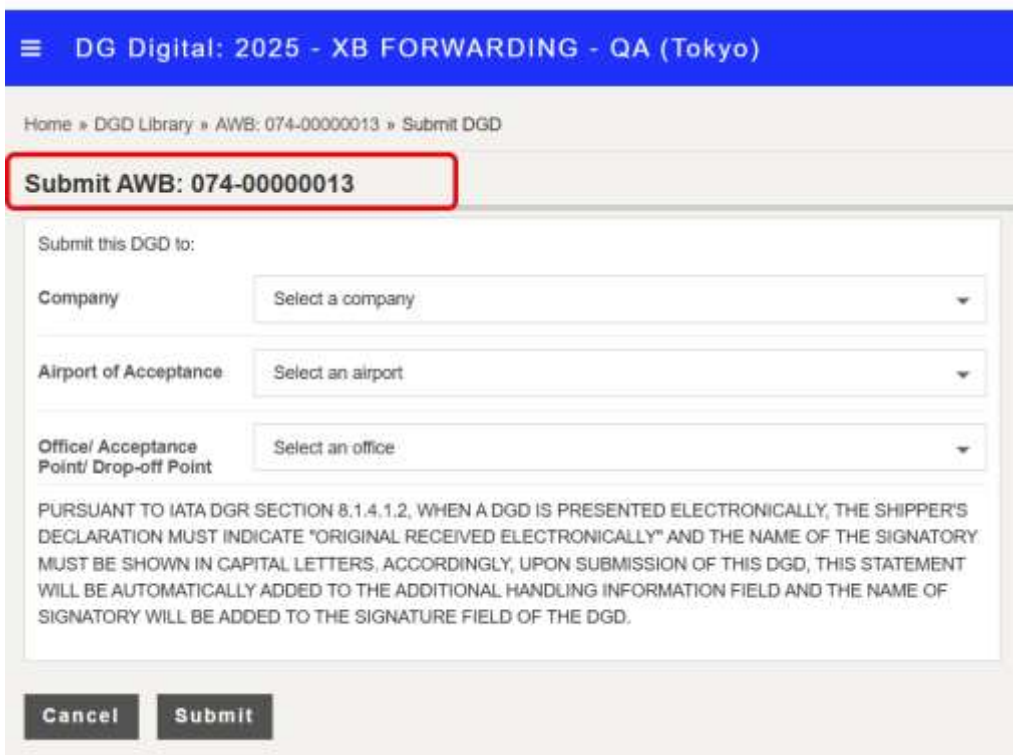 DG Digital: 2025 - XB FORWARDING - QA (Tokyo)
Home » DGD Library » AWB: 074-00000013 » Submit DGD
Submit AWB: 074-00000013
Submit this DGD to:
Company
Select a company
Airport of Acceptance
Select an airport
Office/ Acceptance
Point/ Drop-off Point
Select an office
PURSUANT TO IATA DGR SECTION 8.1.4.1.2, WHEN A DGD IS PRESENTED ELECTRONICALLY, THE SHIPPER'S
DECLARATION MUST INDICATE "ORIGINAL RECEIVED ELECTRONICALLY" AND THE NAME OF THE SIGNATORY
MUST BE SHOWN IN CAPITAL LETTERS. ACCORDINGLY, UPON SUBMISSION OF THIS DGD, THIS STATEMENT
WILL BE AUTOMATICALLY ADDED TO THE ADDITIONAL HANDLING INFORMATION FIELD AND THE NAME OF
SIGNATORY WILL BE ADDED TO THE SIGNATURE FIELD OF THE DGD.
Cancel
Submit